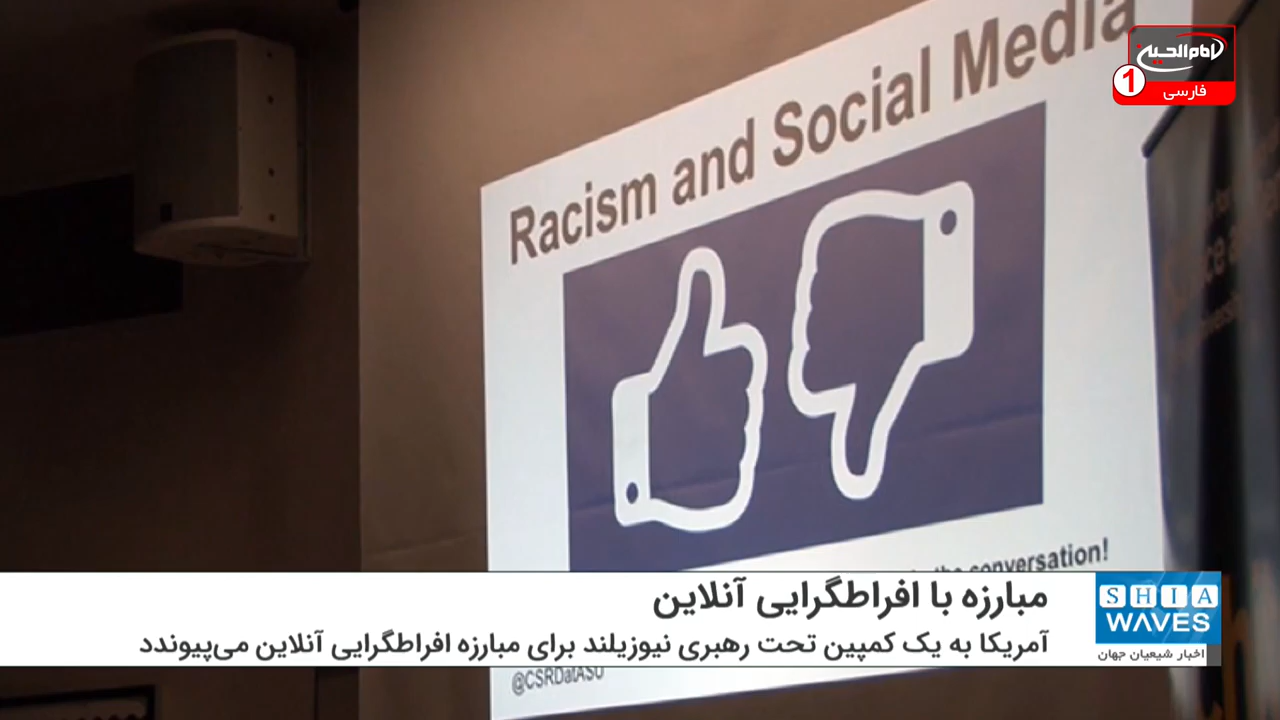 Racism and Social Media
امام الحسین
1
فارسی
the conversation!
مبارزه با افراطگرایی آنلاین
آمریکا به یک کمپین تحت رهبری نیوزیلند برای مبارزه افراطگرایی آنلاین می‌پیوندد
SHIA
WAVES
اخبار شیعیان جهان
@CSRDatASU